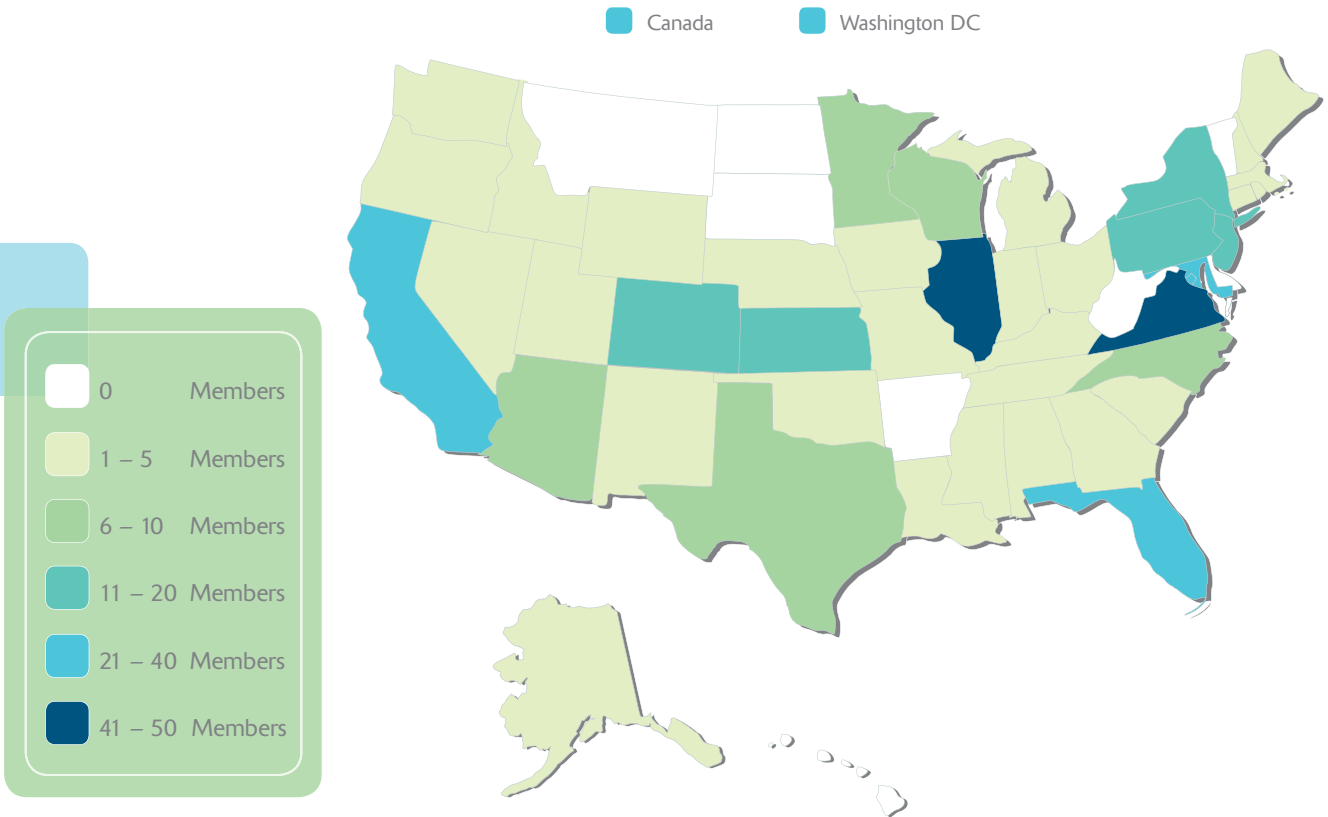 Canada Washington DC
0 Members
1 – 5 Members
6 – 10 Members
11 – 20 Members
21 – 40 Members
41 – 50 Members